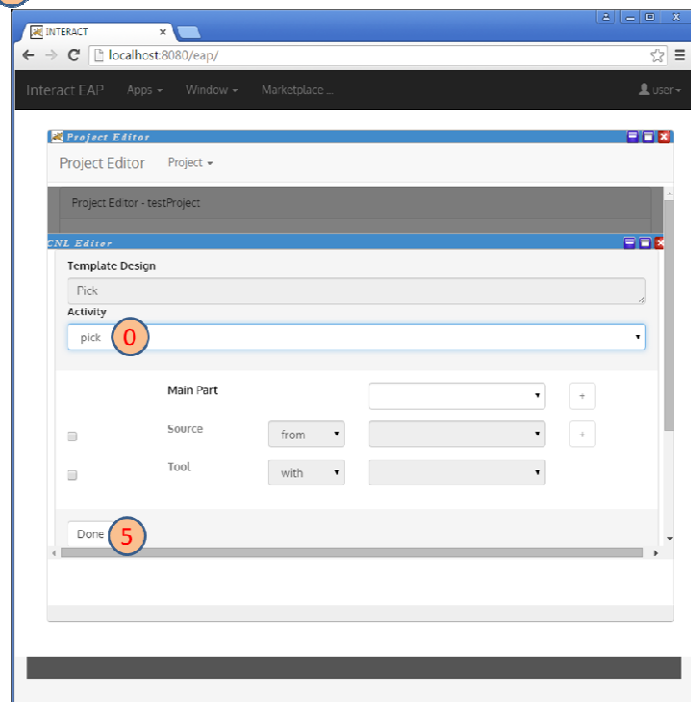 INTERACT x
localhost:8080/eap/
Interact EAP Apps Window Marketplace ... user
Project Editor
Project Editor Project
Project Editor - testProject
CNL Editor
Template Design
Pick
Activity
pick 0
Main Part +
Source from +
Tool with
Done 5